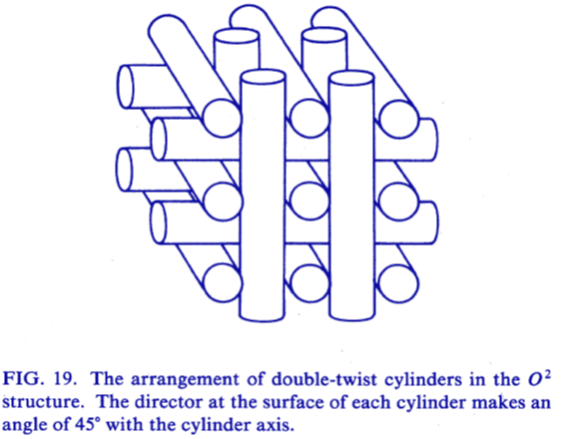 FIG. 19. The arrangement of double-twist cylinders in the O²
structure. The director at the surface of each cylinder makes an
angle of 45° with the cylinder axis.